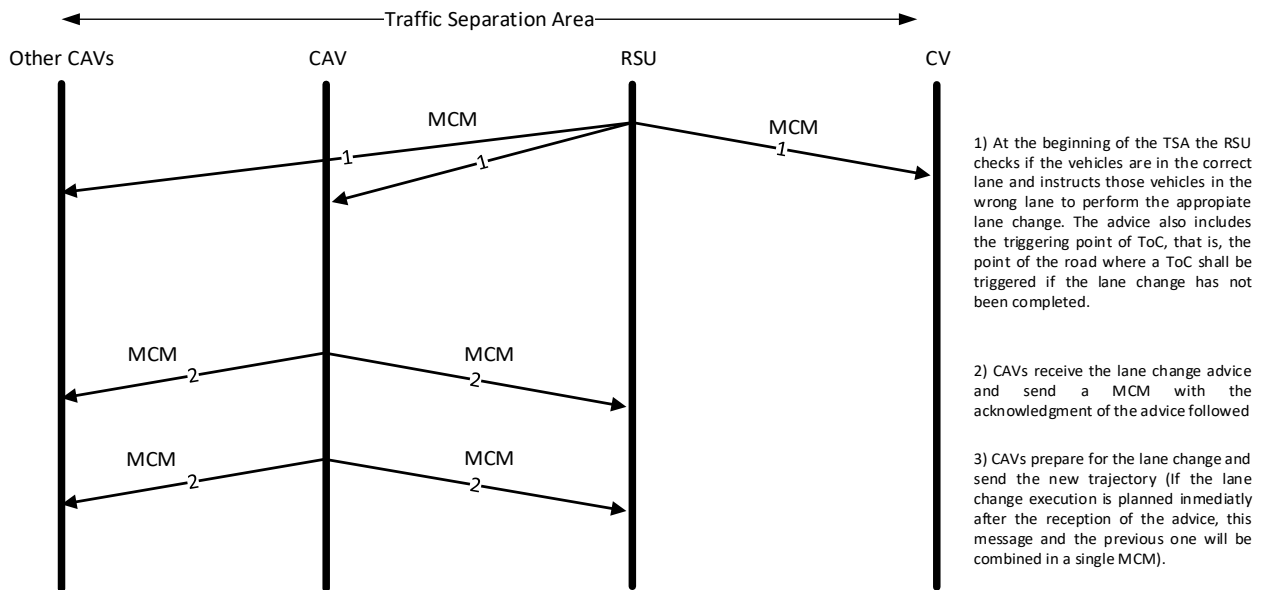 Traffic Separation Area
Other CAVs
CAV
RSU
CV
MCM
MCM
1
1
1
1) At the beginning of the TSA the RSU
checks if the vehicles are in the correct
lane and instructs those vehicles in the
wrong lane to perform the appropiate
lane change. The advice also includes
the triggering point of ToC, that is, the
point of the road where a ToC shall be
triggered if the lane change has not
been completed.
MCM
MCM
2
2
2) CAVs receive the lane change advice
and send a MCM with the
acknowledgment of the advice followed
MCM
MCM
2
2
3) CAVs prepare for the lane change and
send the new trajectory (If the lane
change execution is planned inmediatly
after the reception of the advice, this
message and the previous one will be
combined in a single MCM).